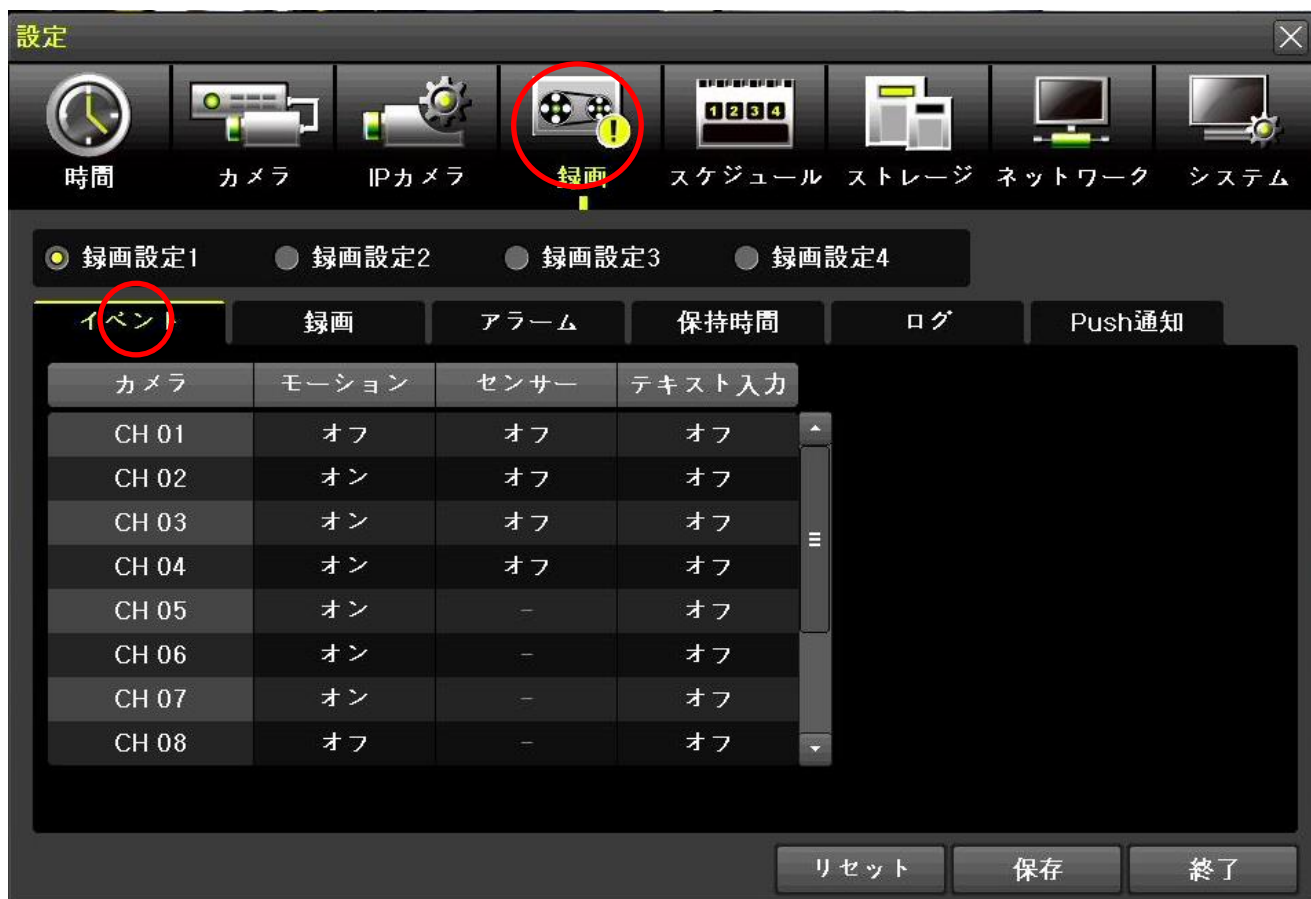 設定
時間 カメラ IPカメラ 録画 スケジュール ストレージ ネットワーク システム
録画設定1 録画設定2 録画設定3 録画設定4
イベント 録画 アラーム 保持時間 ログ Push通知
カメラ モーション センサー テキスト入力
CH 01 オフ オフ オフ
CH 02 オン オフ オフ
CH 03 オン オフ オフ
CH 04 オン オフ オフ
CH 05 オン - オフ
CH 06 オン - オフ
CH 07 オン - オフ
CH 08 オフ - オフ
リセット 保存 終了